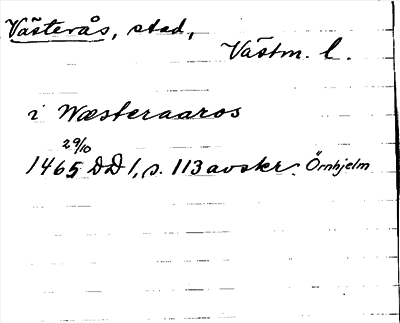 Västerås, stad,
Västm. l.
i Wæsteraaros
29/10
1465 DD 1, s. 113 avskr. Örnhjelm